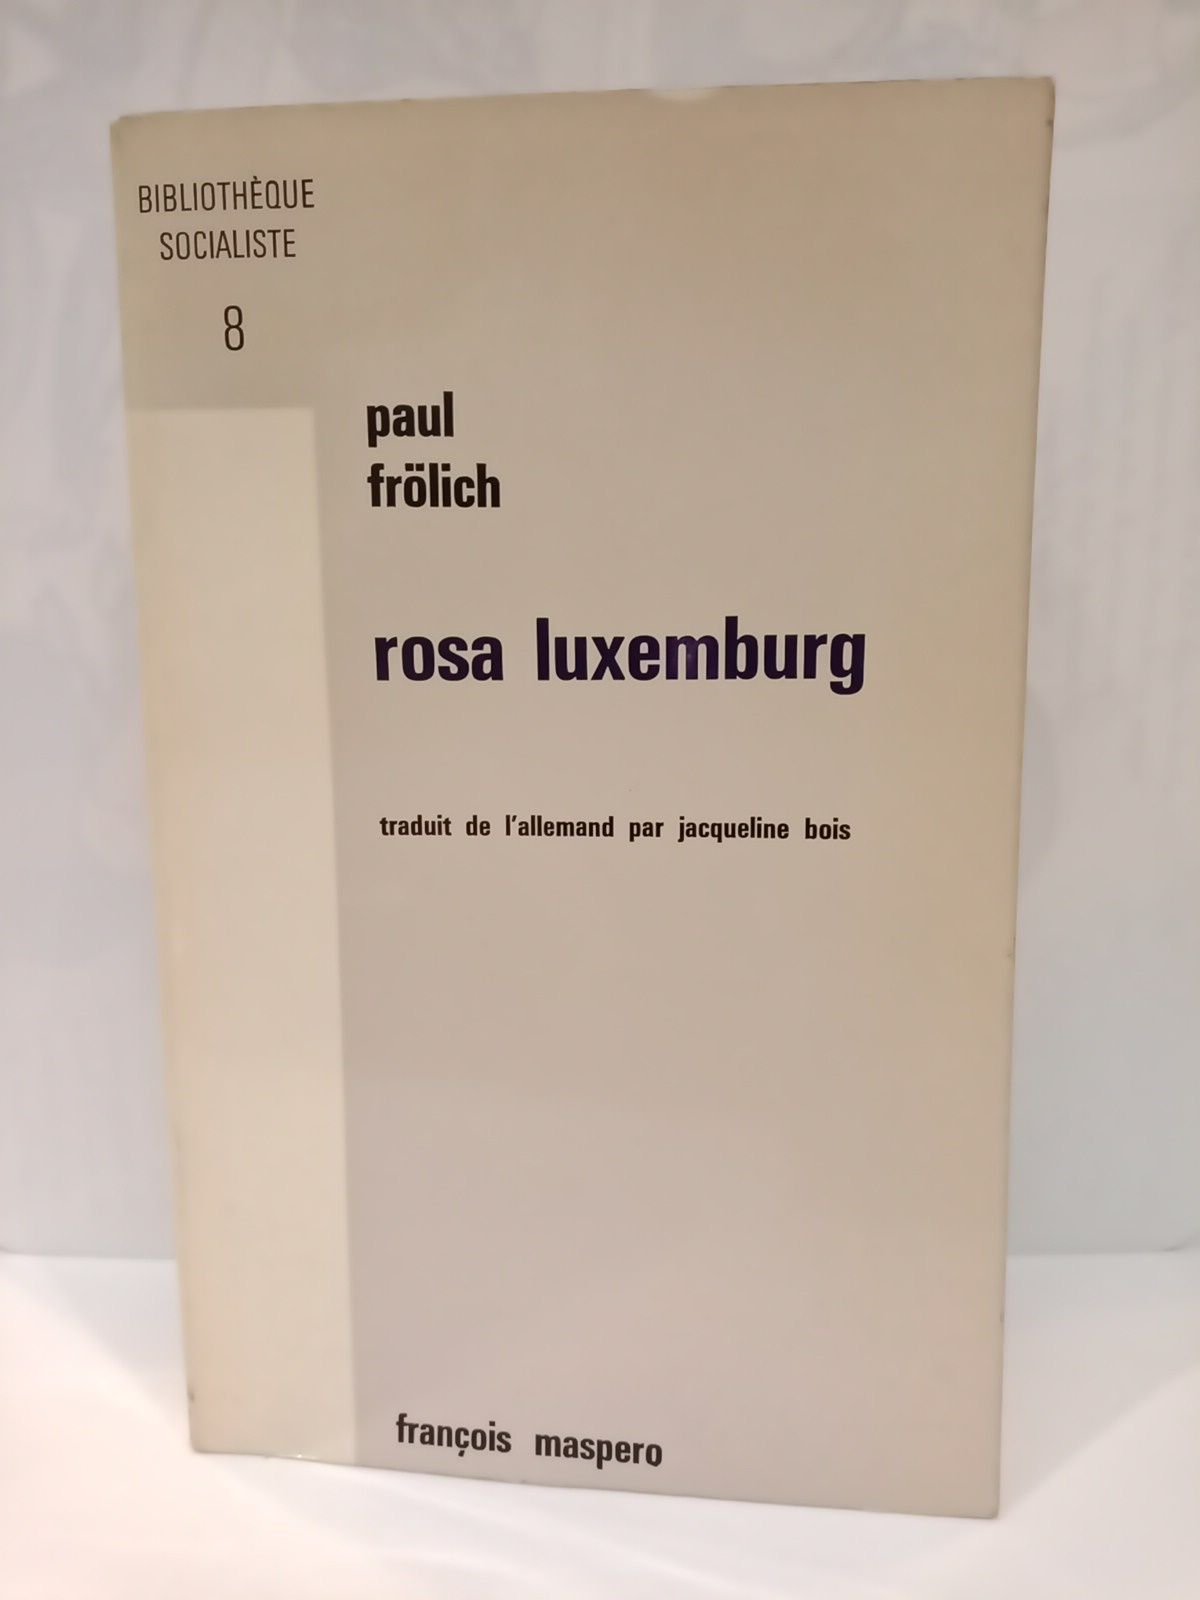 BIBLIOTHÈQUE
SOCIALISTE
8
paul
frölich
rosa luxemburg
traduit de l'allemand par jacqueline bois
françois maspero